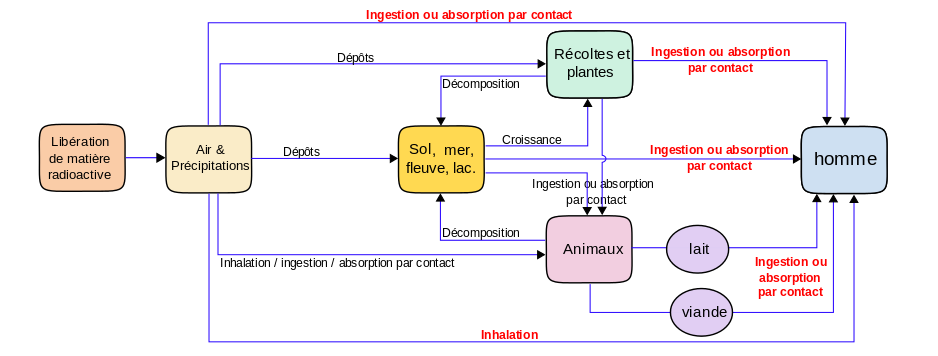 Ingestion ou absorption par contact
Dépôts
Récoltes et
plantes
Ingestion ou absorption
par contact
Décomposition
Libération
de matière
radioactive
Air &
Précipitations
Dépôts
Sol, mer,
fleuve, lac.
Croissance
Ingestion ou absorption
par contact
homme
Ingestion ou absorption
par contact
Décomposition
Animaux
lait
Inhalation / ingestion / absorption par contact
Ingestion ou
absorption
par contact
viande
Inhalation